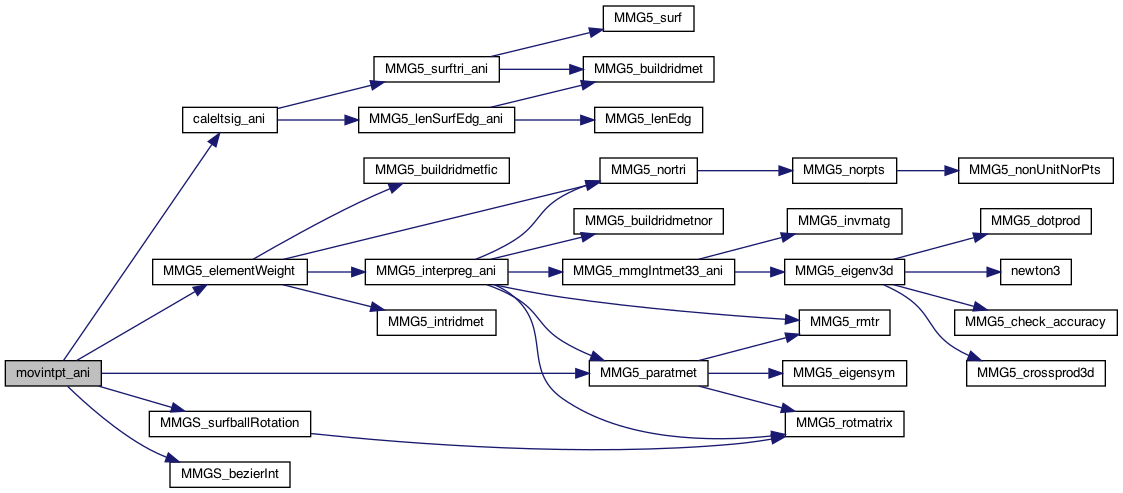 MMG5_surf
MMG5_surftri_ani
MMG5_buildridmet
caleltsig_ani
MMG5_lenSurfEdg_ani
MMG5_lenEdg
MMG5_buildridmetfic
MMG5_nortri
MMG5_norpts
MMG5_nonUnitNorPts
MMG5_buildridmetnor
MMG5_invmatg
MMG5_dotprod
MMG5_elementWeight
MMG5_interpreg_ani
MMG5_mmgIntmet33_ani
MMG5_eigenv3d
newton3
MMG5_intridmet
MMG5_rmtr
MMG5_check_accuracy
movintpt_ani
MMG5_paratmet
MMG5_eigensym
MMG5_crossprod3d
MMGS_surfballRotation
MMG5_rotmatrix
MMGS_bezierInt